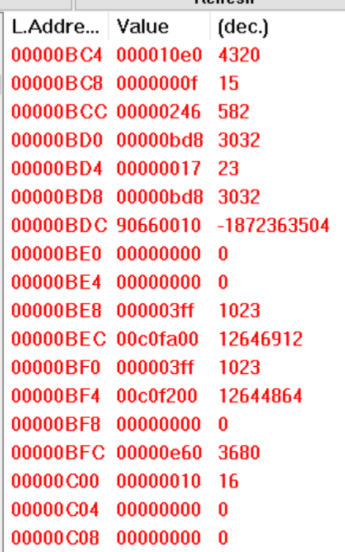 Refresh
L.Addre... Value (dec.)
00000BC4 000010e0 4320
00000BC8 0000000f 15
00000BCC 00000246 582
00000BD0 00000bd8 3032
00000BD4 00000017 23
00000BD8 00000bd8 3032
00000BDC 90660010 -1872363504
00000BE0 00000000 0
00000BE4 00000000 0
00000BE8 000003ff 1023
00000BEC 00c0fa00 12646912
00000BF0 000003ff 1023
00000BF4 00c0f200 12644864
00000BF8 00000000 0
00000BFC 00000e60 3680
00000C00 00000010 16
00000C04 00000000 0
00000C08 00000000 0